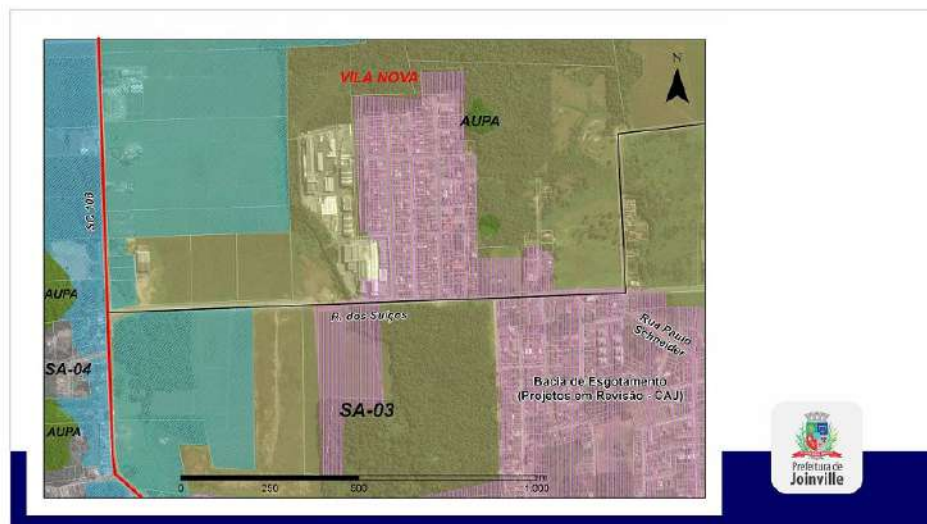 VILA NOVA
N
AUPA
SC-108
AUPA
R. dos Suíços
Rua Paulo
Schneider
SA-04
Bacia de Esgotamento
(Projetos em Revisão - CAJ)
SA-03
AUPA
0 250 500 1.000
Prefeitura de
Joinville